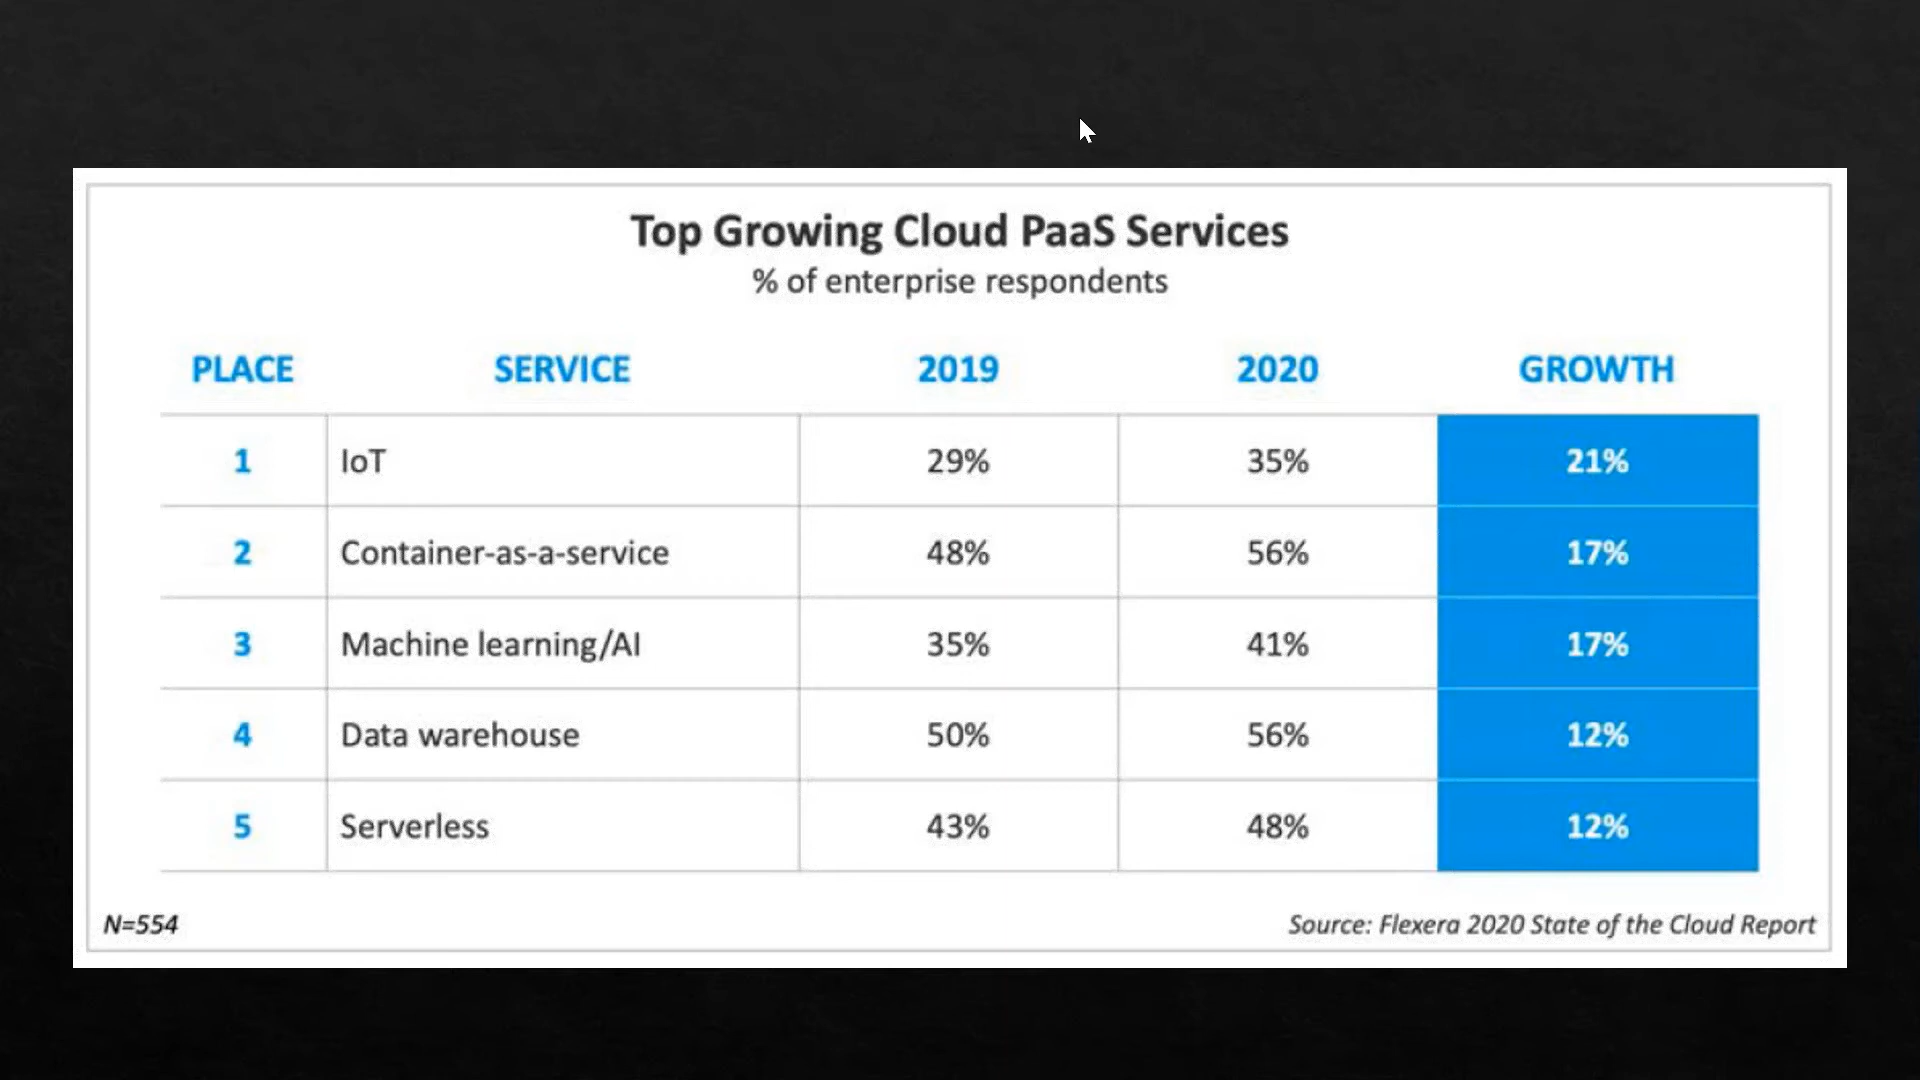 Top Growing Cloud PaaS Services
% of enterprise respondents
PLACE SERVICE 2019 2020 GROWTH
1 IoT 29% 35% 21%
2 Container-as-a-service 48% 56% 17%
3 Machine learning/AI 35% 41% 17%
4 Data warehouse 50% 56% 12%
5 Serverless 43% 48% 12%
N=554 Source: Flexera 2020 State of the Cloud Report